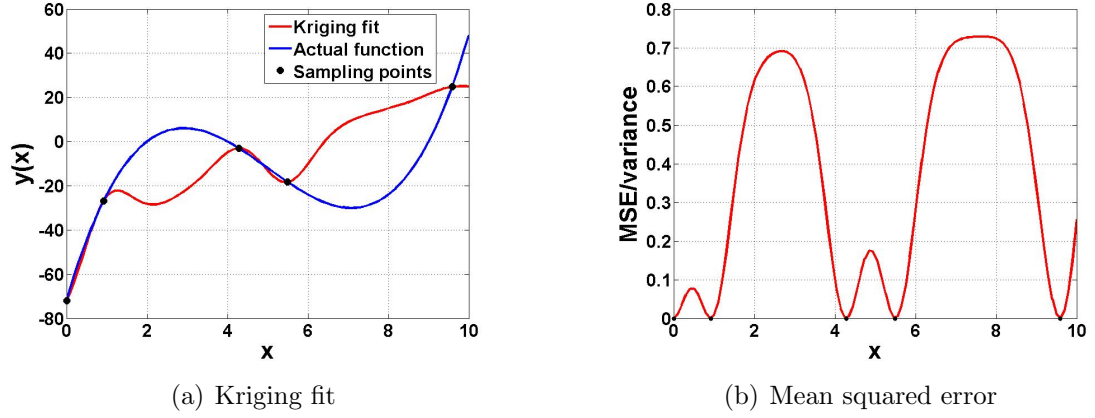 60
40
20
0
-20
-40
-60
-80
y(x)
Kriging fit
Actual function
Sampling points
0 2 4 6 8 10
x
(a) Kriging fit
0.8
0.7
0.6
0.5
0.4
0.3
0.2
0.1
0
MSE/variance
0 2 4 6 8 10
x
(b) Mean squared error